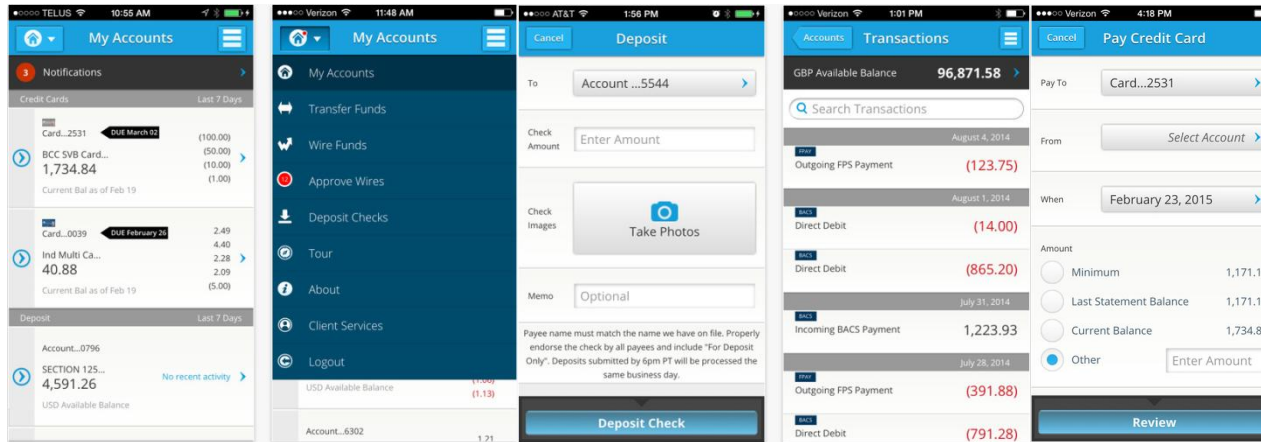 TELUS 10:55 AM
My Accounts
3 Notifications
Credit Cards Last 7 Days
Card...2531 DUE March 02 (100.00)
BCC SVB Card... (50.00)
1,734.84 (10.00)
(1.00)
Current Bal as of Feb 19
Card...0039 DUE February 26 2.49
4.40
Ind Multi Ca... 2.28
40.88 2.09
Current Bal as of Feb 19 (5.00)
Deposit Last 7 Days
Account...0796
SECTION 125...
4,591.26 No recent activity
USD Available Balance
Verizon 11:48 AM
My Accounts
My Accounts
Transfer Funds
Wire Funds
Approve Wires
Deposit Checks
Tour
About
Client Services
Logout
USD Available Balance
(1.13)
Account...6302
1.21
AT&T 1:56 PM
Cancel Deposit
To Account ...5544
Check Amount Enter Amount
Check Images Take Photos
Memo Optional
Payee name must match the name we have on file. Properly
endorse the check by all payees and include "For Deposit
Only". Deposits submitted by 6pm PT will be processed the
same business day.
Deposit Check
Verizon 1:01 PM
Accounts Transactions
GBP Available Balance 96,871.58
Search Transactions
August 4, 2014
FPAY
Outgoing FPS Payment (123.75)
August 1, 2014
BACS
Direct Debit (14.00)
BACS
Direct Debit (865.20)
July 31, 2014
BACS
Incoming BACS Payment 1,223.93
July 28, 2014
FPAY
Outgoing FPS Payment (391.88)
BACS
Direct Debit (791.28)
Verizon 4:18 PM
Cancel Pay Credit Card
Pay To Card...2531
From Select Account
When February 23, 2015
Amount
Minimum 1,171.1
Last Statement Balance 1,171.1
Current Balance 1,734.8
Other Enter Amount
Review